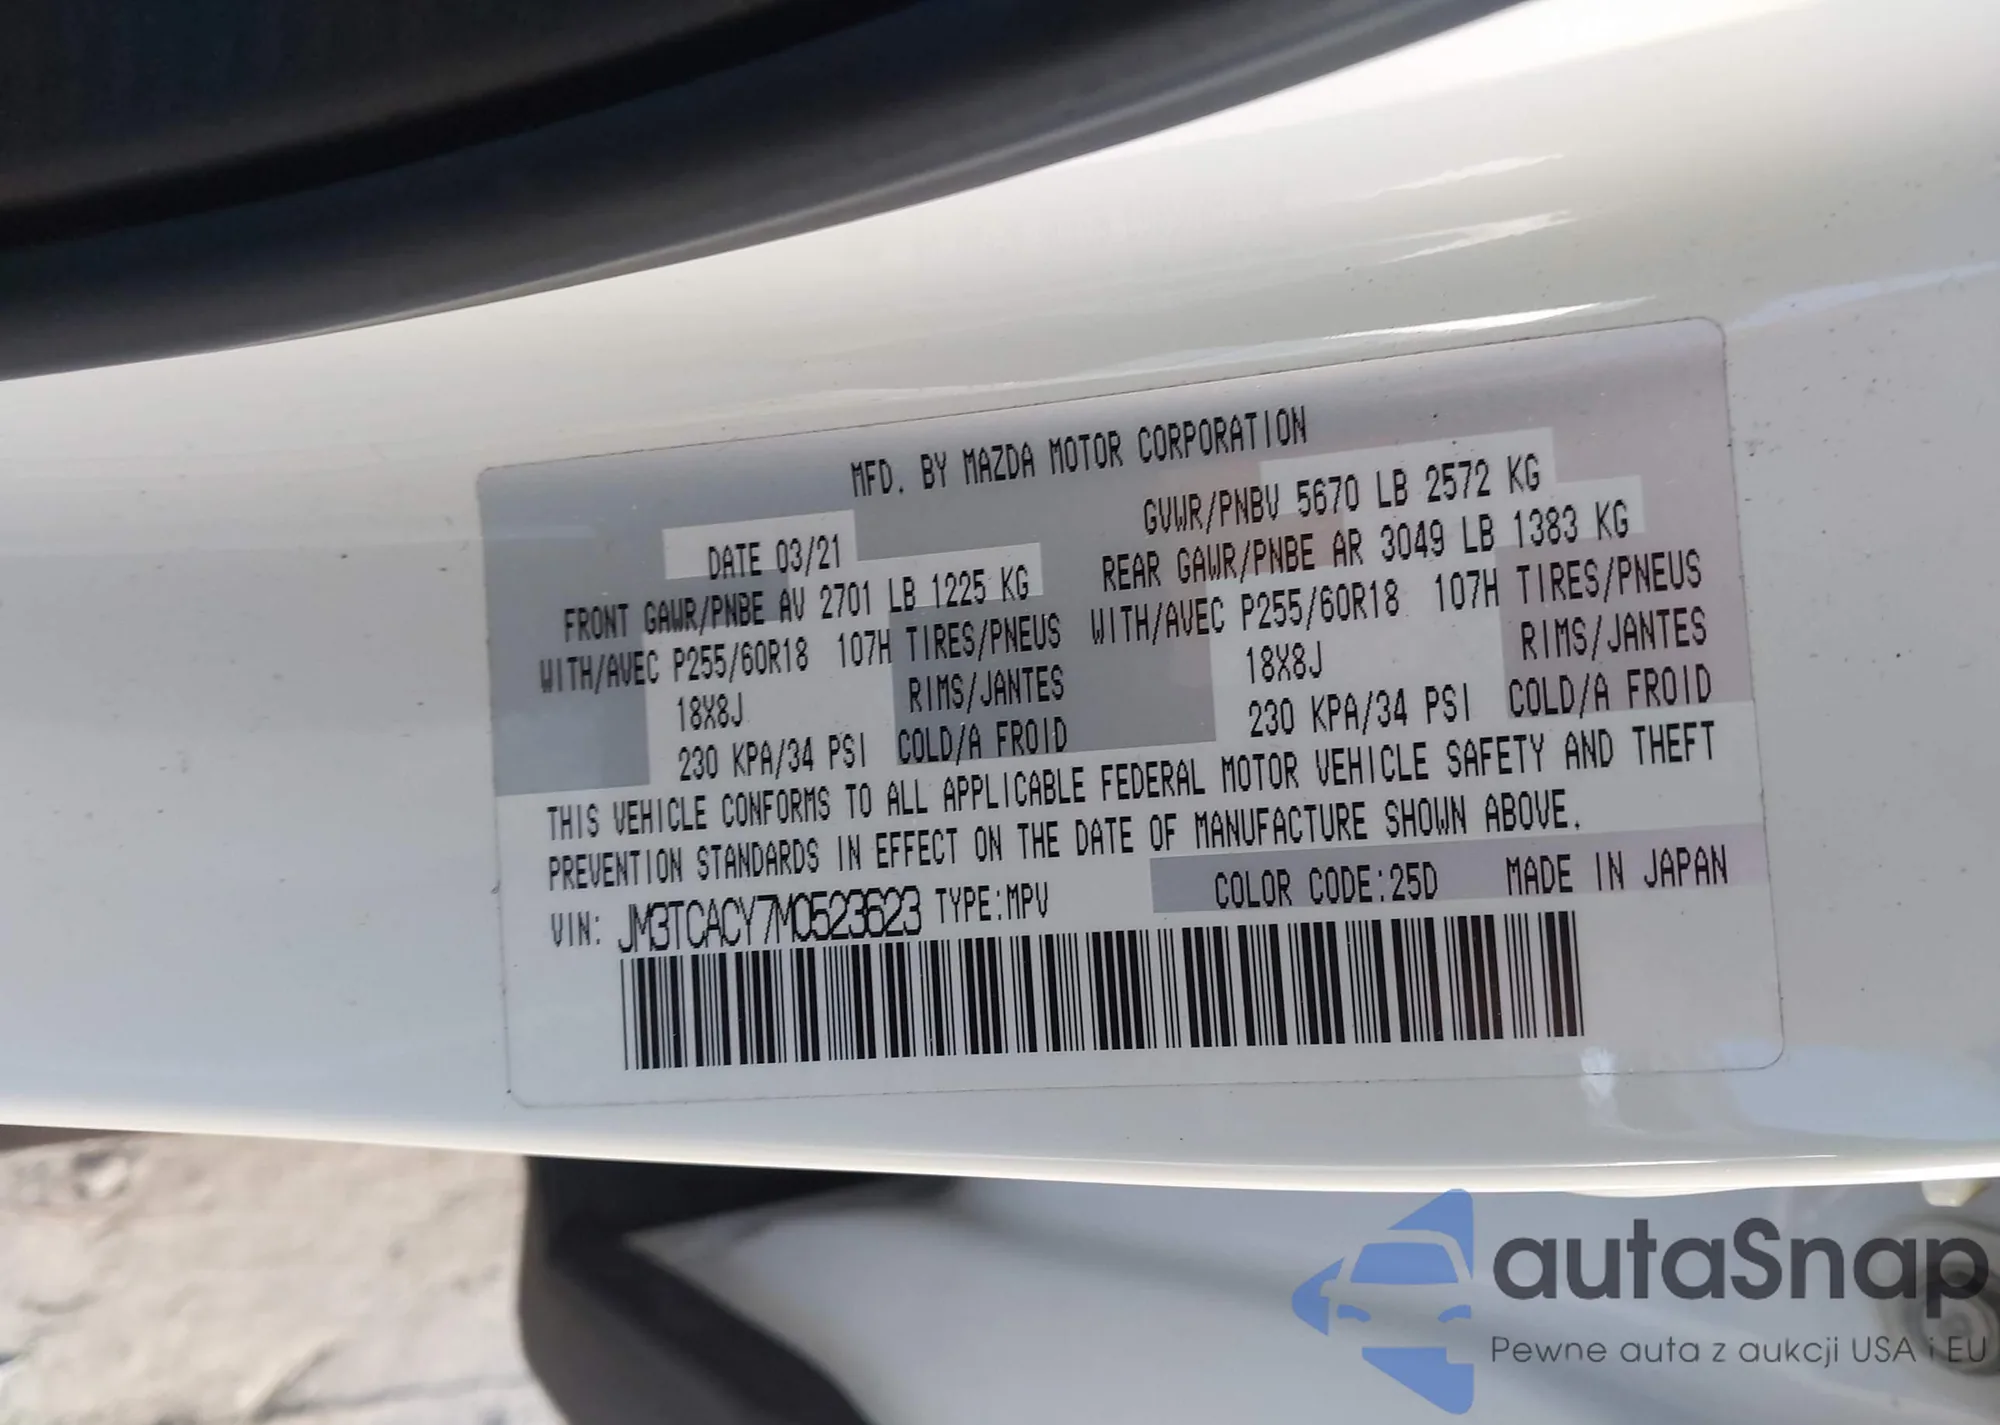 MFD. BY MAZDA MOTOR CORPORATION
DATE 03/21
GVWR/PNBV 5670 LB 2572 KG
FRONT GAWR/PNBE AV 2701 LB 1225 KG
REAR GAWR/PNBE AR 3049 LB 1383 KG
WITH/AVEC P255/60R18 107H TIRES/PNEUS
WITH/AVEC P255/60R18 107H TIRES/PNEUS
18X8J RIMS/JANTES
18X8J RIMS/JANTES
230 KPA/34 PSI COLD/A FROID
230 KPA/34 PSI COLD/A FROID
THIS VEHICLE CONFORMS TO ALL APPLICABLE FEDERAL MOTOR VEHICLE SAFETY AND THEFT
PREVENTION STANDARDS IN EFFECT ON THE DATE OF MANUFACTURE SHOWN ABOVE.
VIN: JM3TCACY7M0523623 TYPE:MPV COLOR CODE:25D MADE IN JAPAN
autaSnap
Pewne auta z aukcji USA i EU